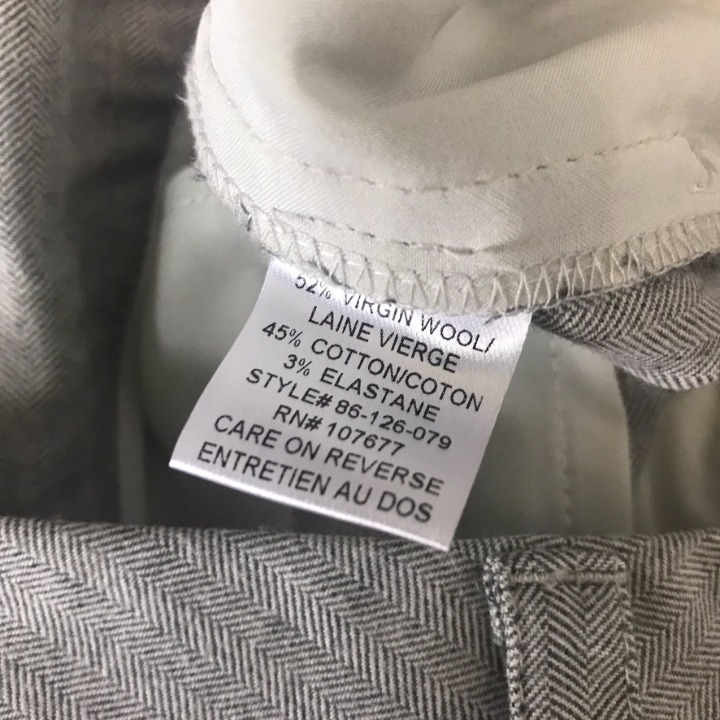 52% VIRGIN WOOL/
LAINE VIERGE
45% COTTON/COTON
3% ELASTANE
STYLE# 86-126-079
RN# 107677
CARE ON REVERSE
ENTRETIEN AU DOS